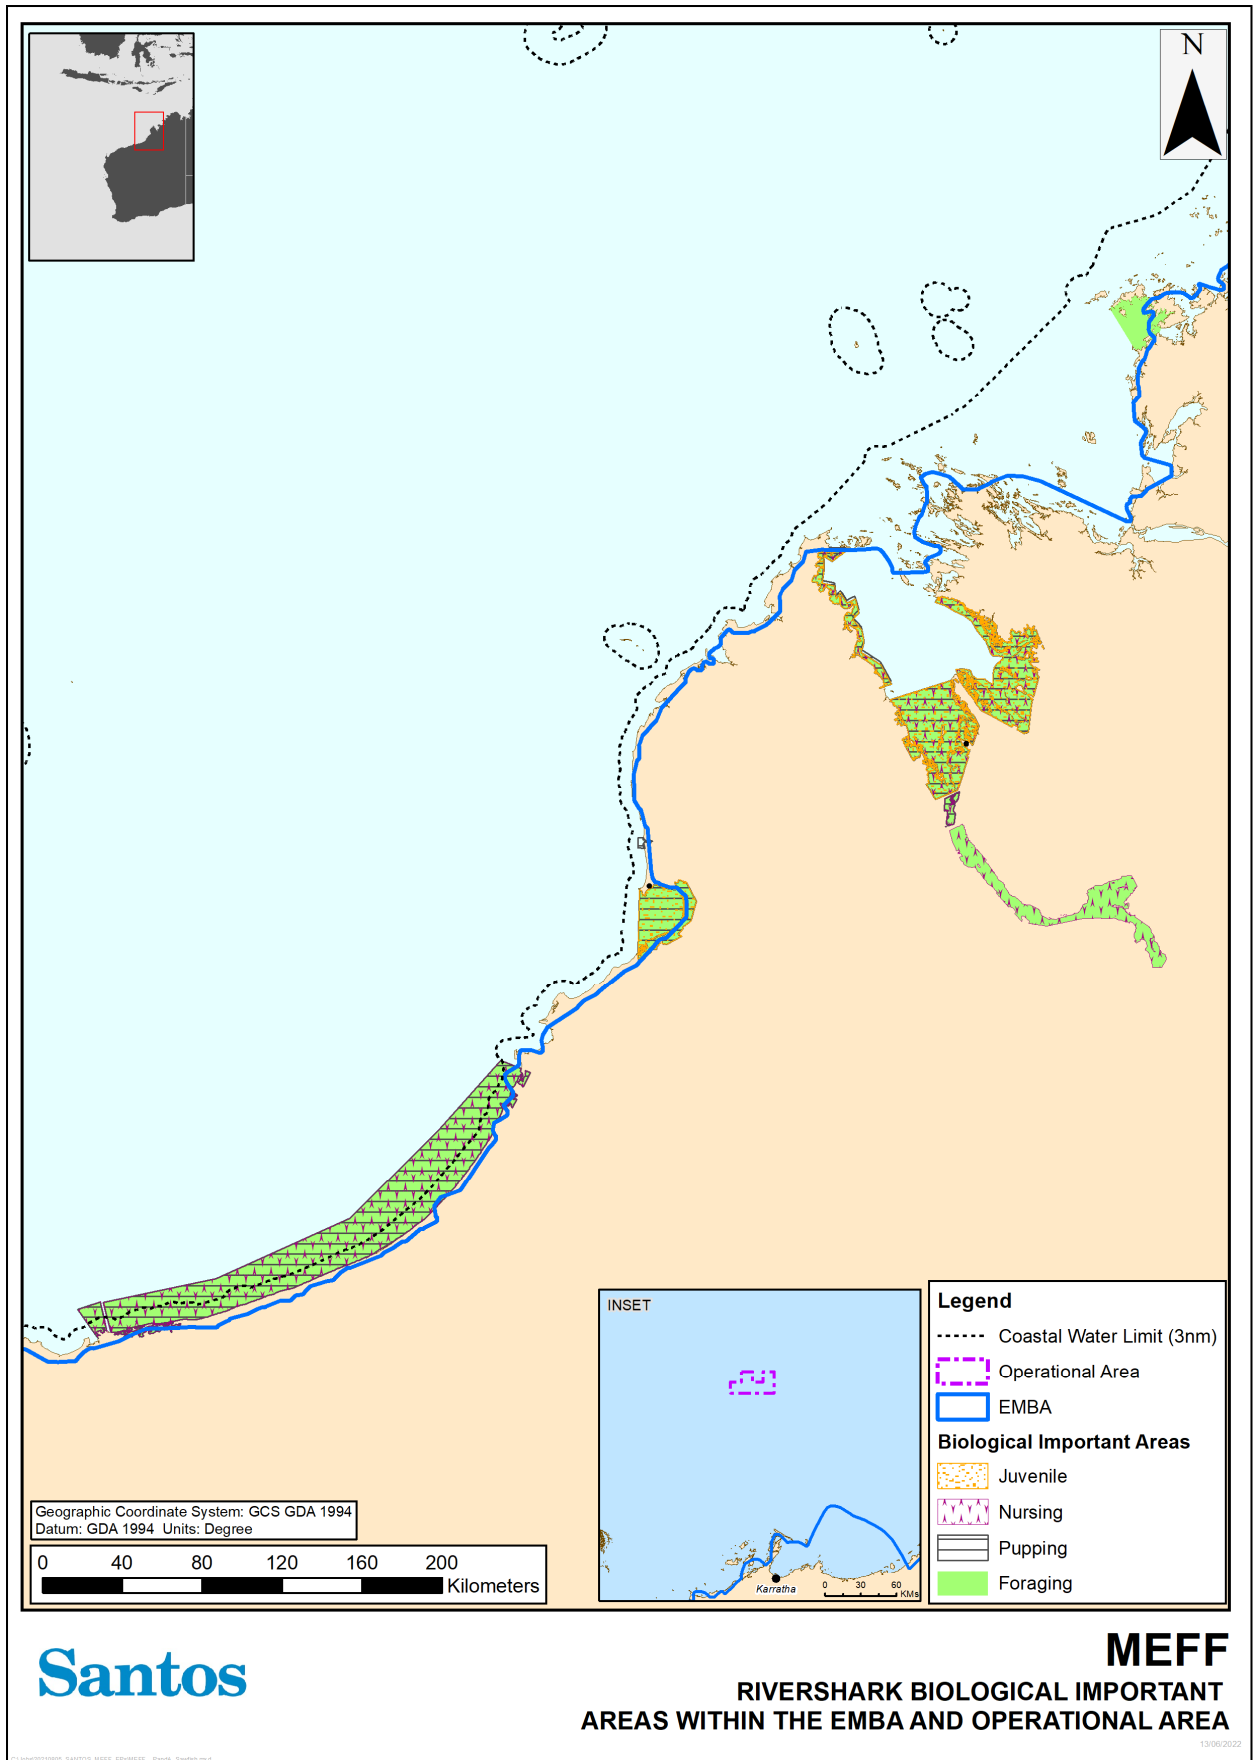 N
INSET
Karratha
0 30 60
KMs
Legend
Coastal Water Limit (3nm)
Operational Area
EMBA
Biological Important Areas
Juvenile
Nursing
Pupping
Foraging
Geographic Coordinate System: GCS GDA 1994
Datum: GDA 1994 Units: Degree
0 40 80 120 160 200
Kilometers
Santos
MEFF
RIVERSHARK BIOLOGICAL IMPORTANT
AREAS WITHIN THE EMBA AND OPERATIONAL AREA
13/06/2022